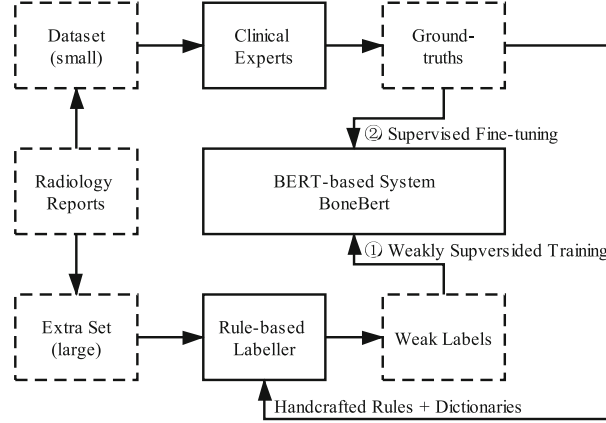 Dataset
(small)
Clinical
Experts
Ground-
truths
② Supervised Fine-tuning
Radiology
Reports
BERT-based System
BoneBert
① Weakly Supversided Training
Extra Set
(large)
Rule-based
Labeller
Weak Labels
Handcrafted Rules + Dictionaries